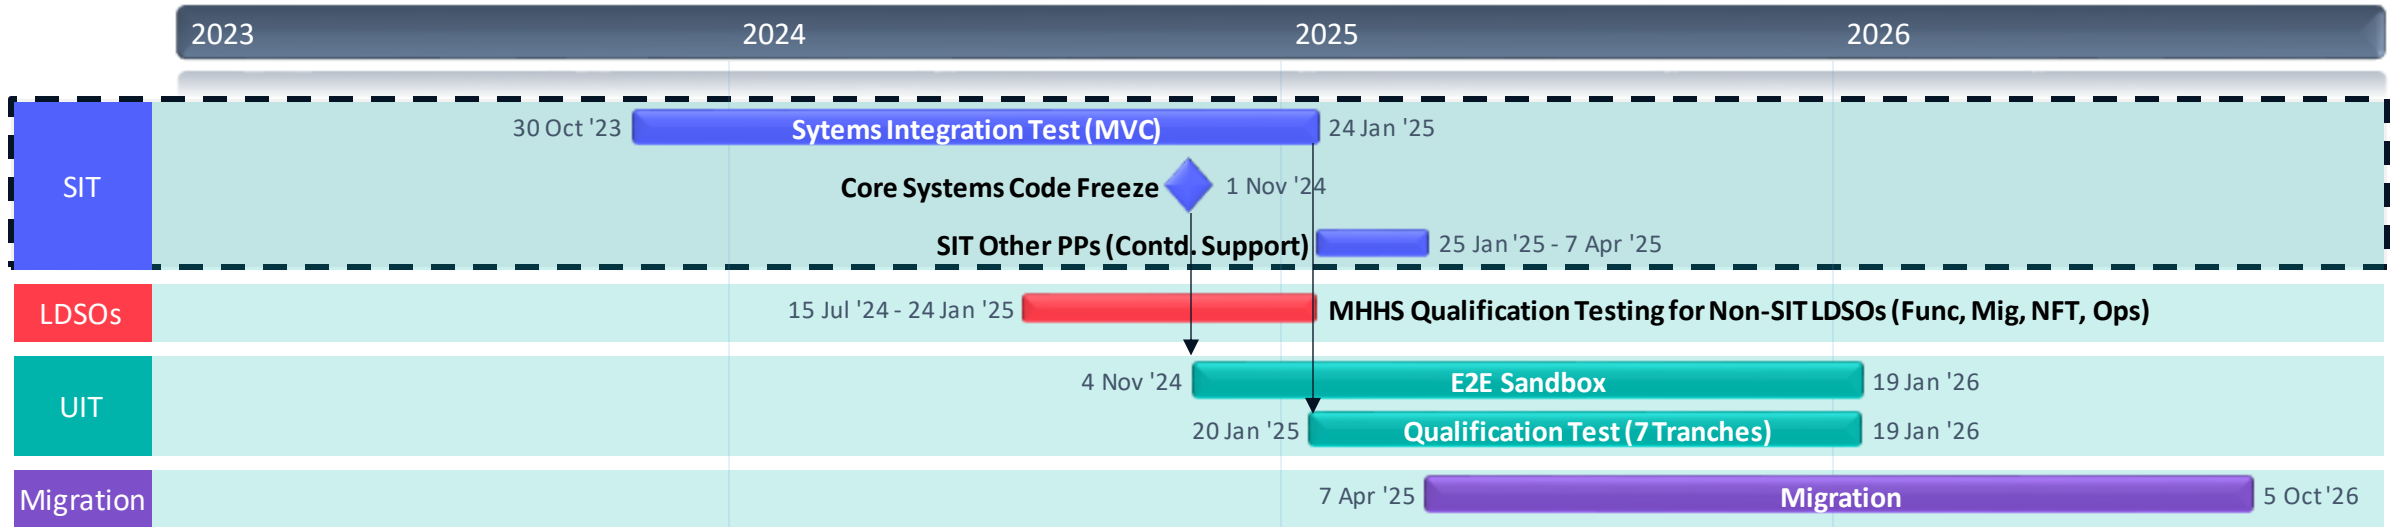 2023 2024 2025 2026
30 Oct '23 Sytems Integration Test (MVC) 24 Jan '25
SIT
Core Systems Code Freeze 1 Nov '24
SIT Other PPs (Contd. Support) 25 Jan '25 - 7 Apr '25
LDSOs
15 Jul '24 - 24 Jan '25 MHHS Qualification Testing for Non-SIT LDSOs (Func, Mig, NFT, Ops)
UIT
4 Nov '24 E2E Sandbox 19 Jan '26
20 Jan '25 Qualification Test (7 Tranches) 19 Jan '26
Migration
7 Apr '25 Migration 5 Oct '26